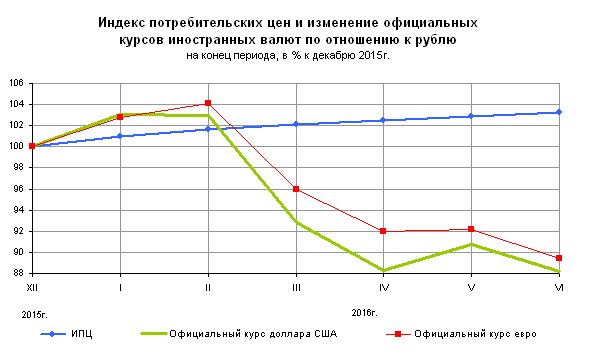 Индекс потребительских цен и изменение официальных
курсов иностранных валют по отношению к рублю
на конец периода, в % к декабрю 2015г.
106
104
102
100
98
96
94
92
90
88
XII I II III IV V VI
2015г. 2016г.
ИПЦ Официальный курс доллара США Официальный курс евро